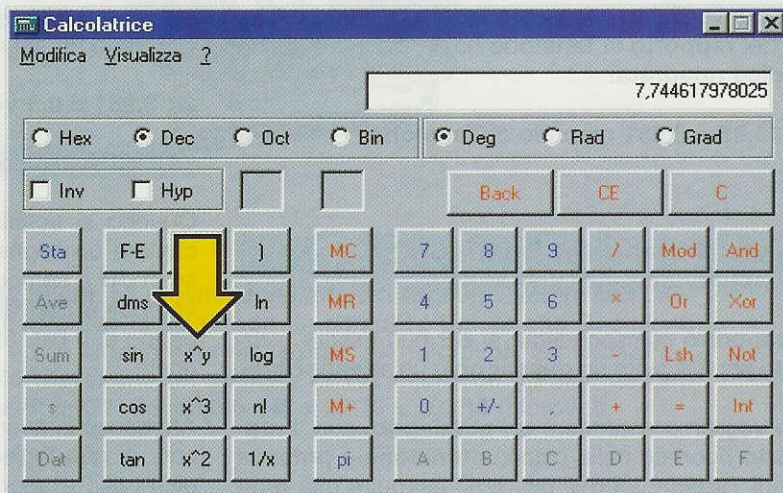 Calcolatrice
Modifica Visualizza ?
7,744617978025
Hex Dec Oct Bin Deg Rad Grad
Inv Hyp Back CE C
Sta F-E ) MC 7 8 9 / Mod And
Ave dms ln MR 4 5 6 * Or Xor
Sum sin x^y log MS 1 2 3 - Lsh Not
s cos x^3 n! M+ 0 +/- , + = Int
Dat tan x^2 1/x pi A B C D E F